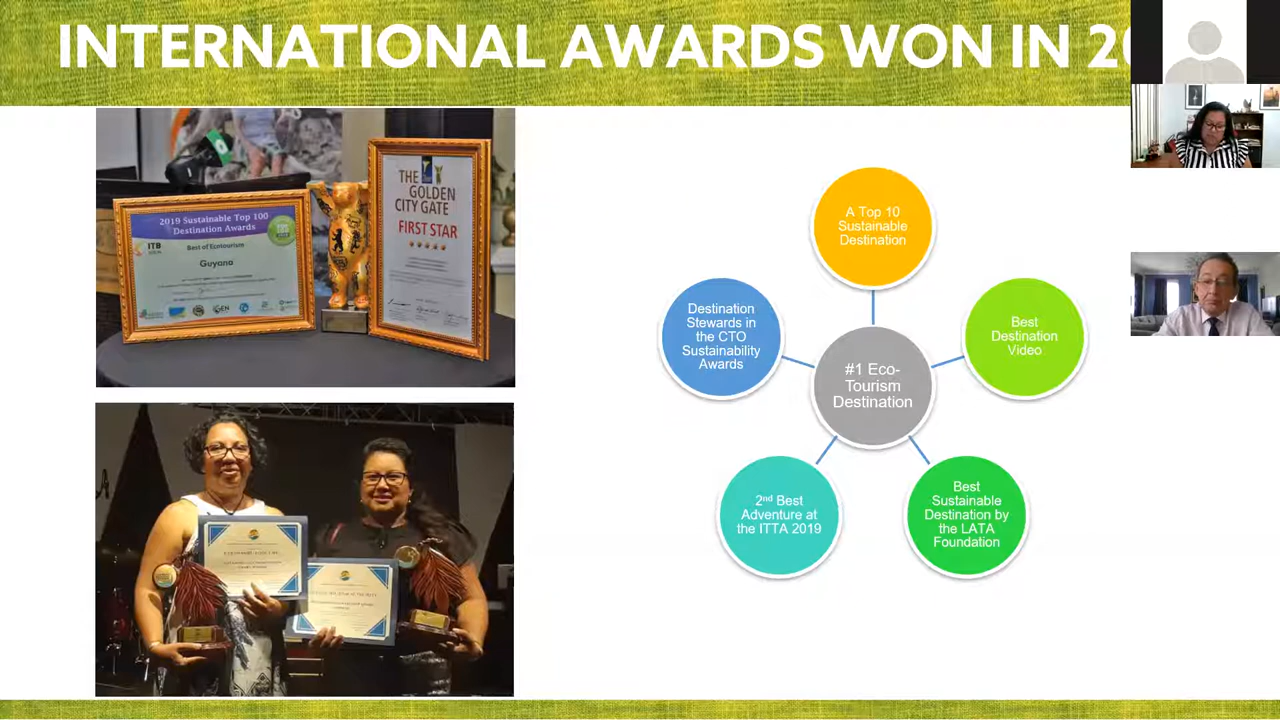 INTERNATIONAL AWARDS WON IN 20
2019 Sustainable Top 100
Destination Awards
ITB
Best of Ecotourism
Guyana
THE
GOLDEN
CITY GATE
FIRST STAR
A Top 10
Sustainable
Destination
Destination
Stewards in
the CTO
Sustainability
Awards
Best
Destination
Video
#1 Eco-
Tourism
Destination
2nd Best
Adventure at
the ITTA 2019
Best
Sustainable
Destination by
the LATA
Foundation